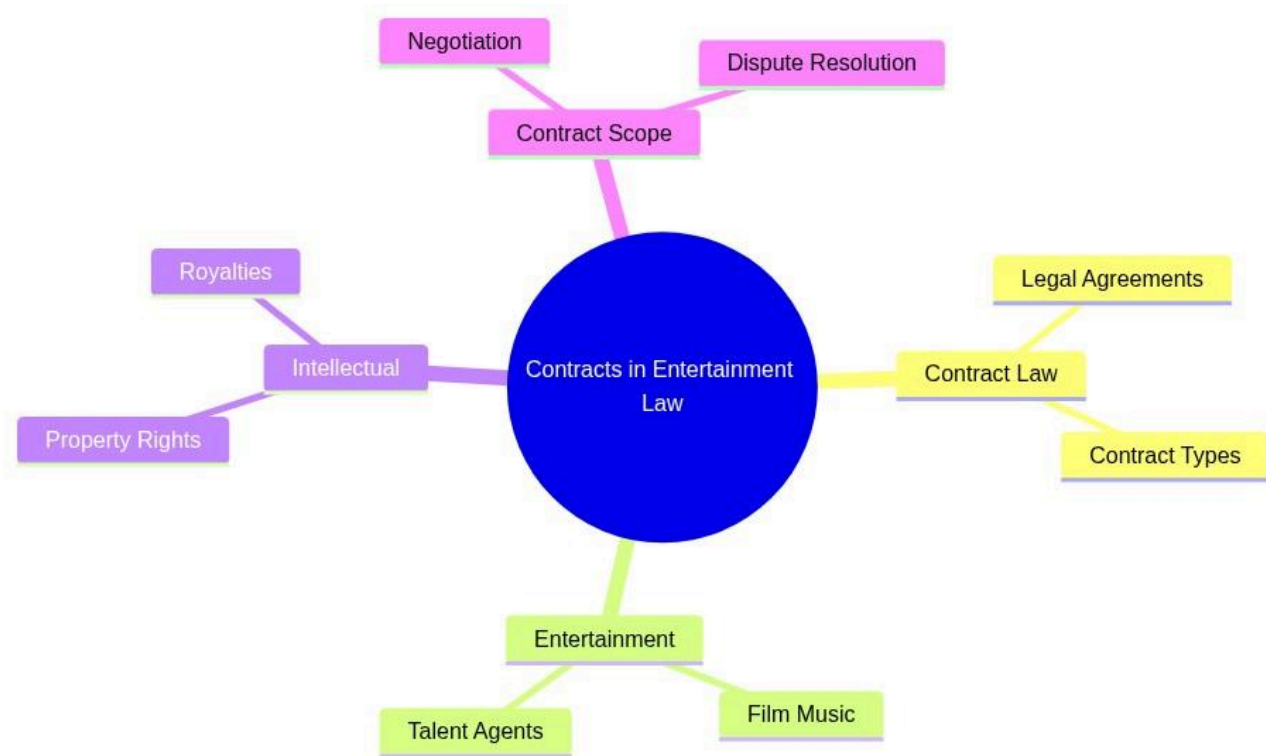 Negotiation
Dispute Resolution
Contract Scope
Royalties
Legal Agreements
Intellectual
Contracts in Entertainment
Law
Contract Law
Property Rights
Contract Types
Entertainment
Talent Agents
Film Music